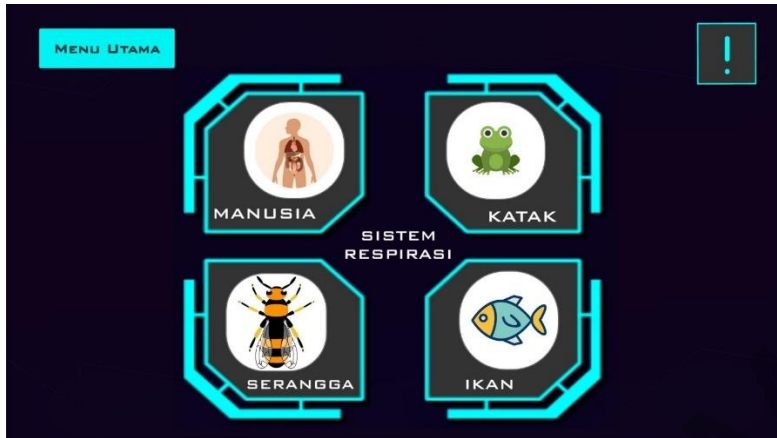 MENU UTAMA
!
MANUSIA
KATAK
SISTEM
RESPIRASI
SERANGGA
IKAN